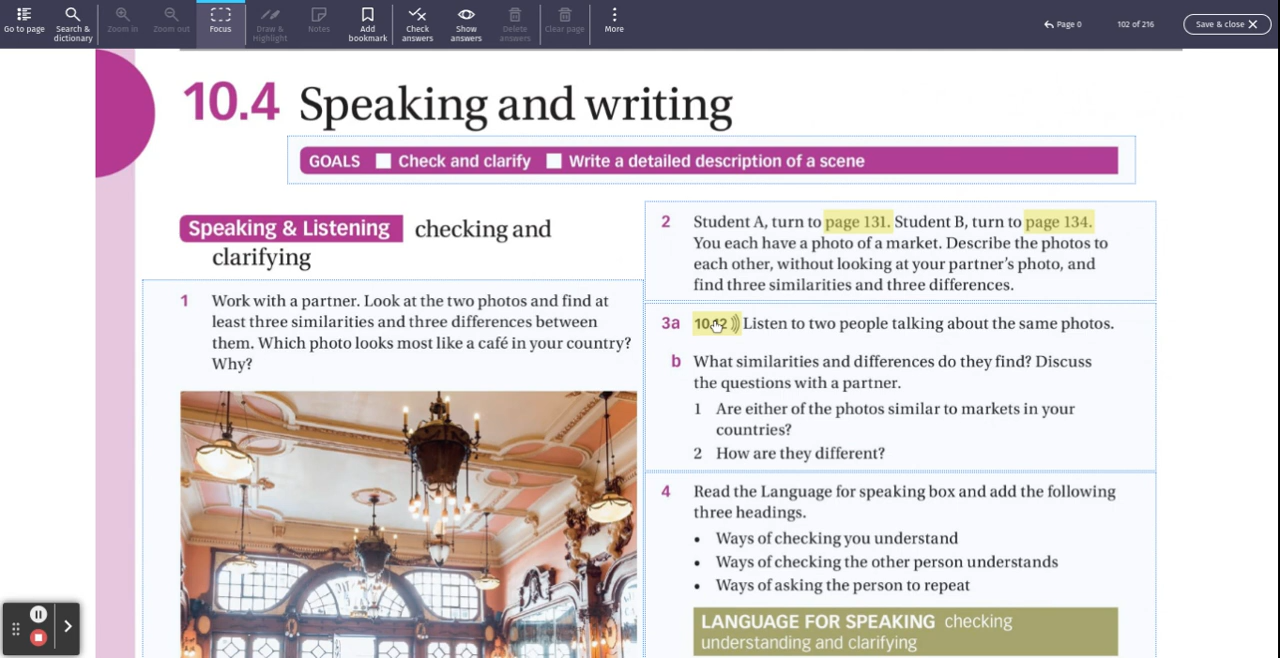 Go to page
Search & dictionary
Zoom in
Zoom out
Focus
Draw & Highlight
Notes
Add bookmark
Check answers
Show answers
Delete answers
Clear page
More
Page 0
102 of 216
Save & close
10.4 Speaking and writing
GOALS Check and clarify Write a detailed description of a scene
Speaking & Listening checking and
clarifying
1 Work with a partner. Look at the two photos and find at
least three similarities and three differences between
them. Which photo looks most like a café in your country?
Why?
2 Student A, turn to page 131. Student B, turn to page 134.
You each have a photo of a market. Describe the photos to
each other, without looking at your partner's photo, and
find three similarities and three differences.
3a 10.12 Listen to two people talking about the same photos.
b What similarities and differences do they find? Discuss
the questions with a partner.
1 Are either of the photos similar to markets in your
countries?
2 How are they different?
4 Read the Language for speaking box and add the following
three headings.
• Ways of checking you understand
• Ways of checking the other person understands
• Ways of asking the person to repeat
LANGUAGE FOR SPEAKING checking
understanding and clarifying